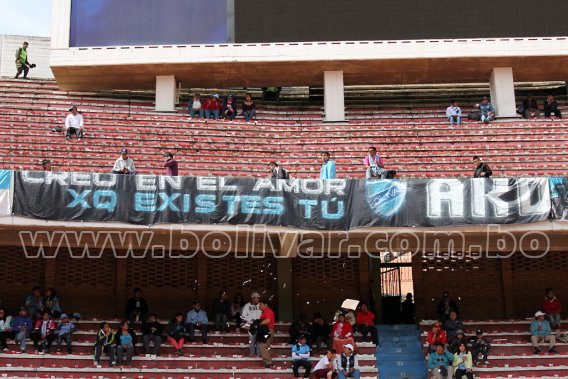 CREO EN EL AMOR
XQ EXISTES TÚ
AKD
www.bolivar.com.bo